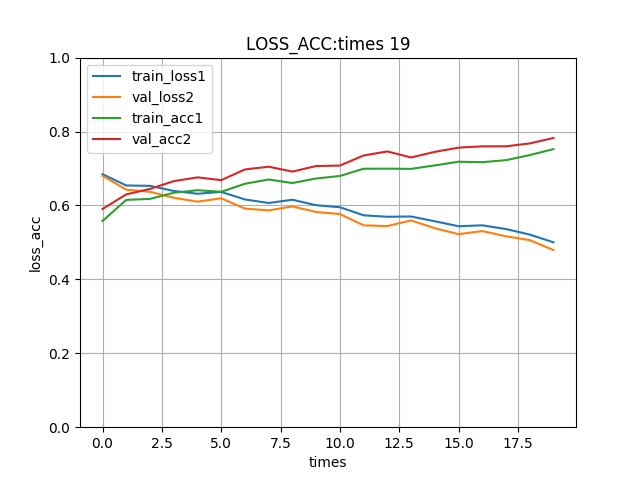 LOSS_ACC:times 19
train_loss1
val_loss2
train_acc1
val_acc2
loss_acc
1.0
0.8
0.6
0.4
0.2
0.0
0.0 2.5 5.0 7.5 10.0 12.5 15.0 17.5
times